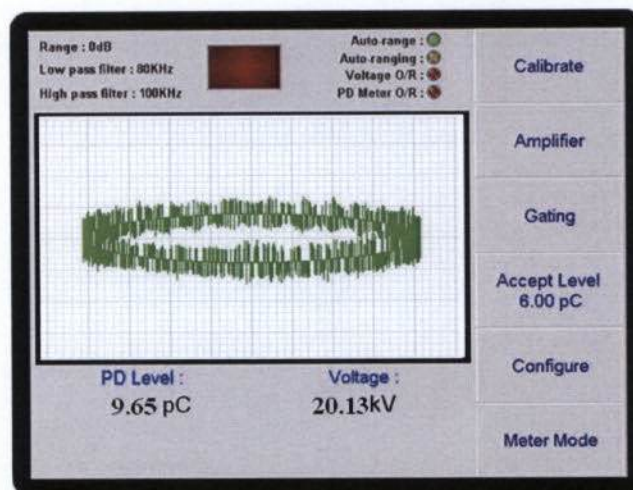 Range : 0dB
Low pass filter : 80KHz
High pass filter : 100KHz
Auto-range :
Auto-ranging :
Voltage O/R :
PD Meter O/R :
Calibrate
Amplifier
Gating
Accept Level
6.00 pC
Configure
Meter Mode
PD Level :
9.65 pC
Voltage :
20.13kV